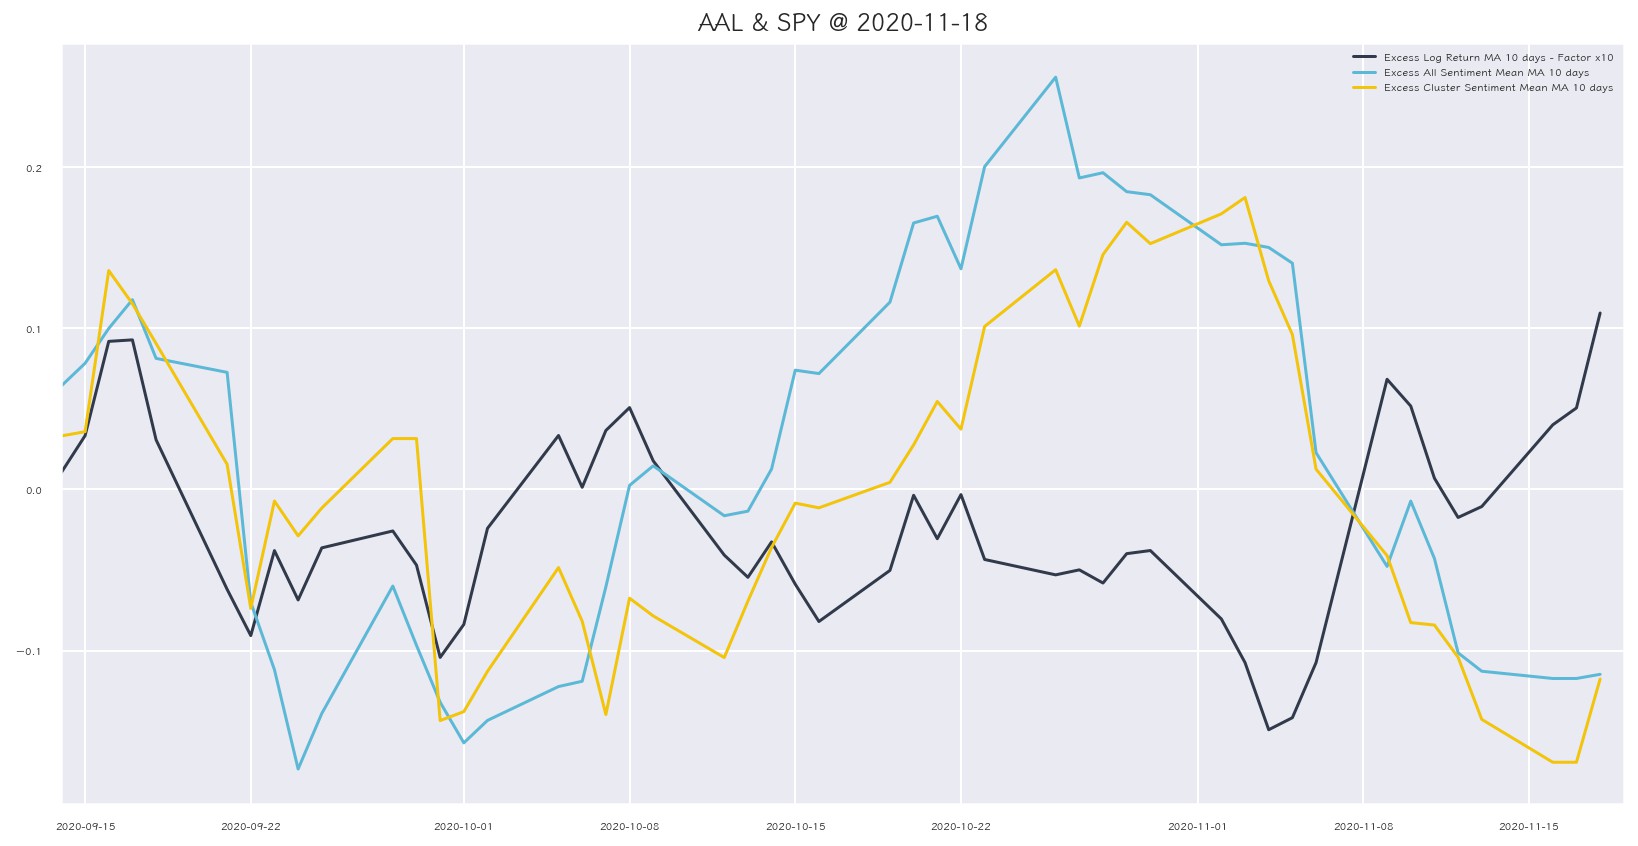 AAL & SPY @ 2020-11-18
Excess Log Return MA 10 days - Factor x10
Excess All Sentiment Mean MA 10 days
Excess Cluster Sentiment Mean MA 10 days
0.2
0.1
0.0
−0.1
2020-09-15 2020-09-22 2020-10-01 2020-10-08 2020-10-15 2020-10-22 2020-11-01 2020-11-08 2020-11-15